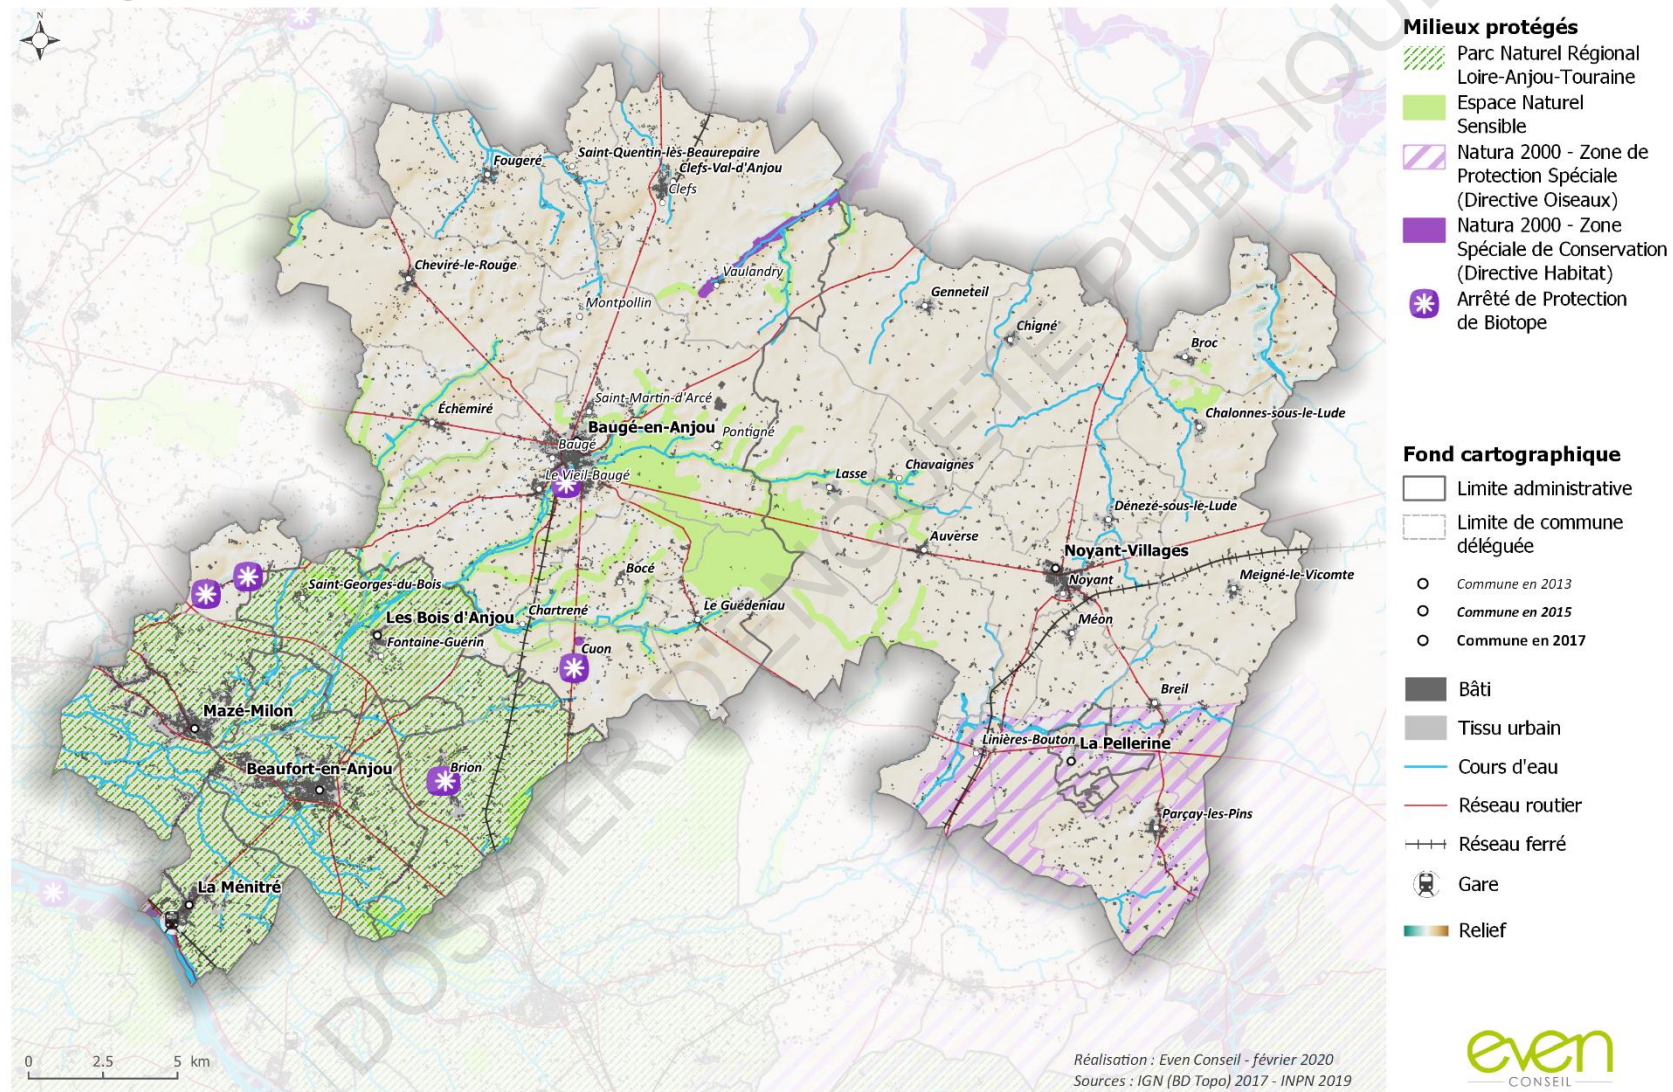 N
Fougeré
Saint-Quentin-lès-Beaurepaire
Clefs-Val-d'Anjou
Clefs
Cheviré-le-Rouge
Vaulandry
Montpollin
Genneteil
Chigné
Broc
Chalonnes-sous-le-Lude
Échemiré
Saint-Martin-d'Arcé
Baugé-en-Anjou
Pontigné
Baugé
Le Vieil-Baugé
Lasse
Chavaignes
Dénezé-sous-le-Lude
Auverse
Noyant-Villages
Noyant
Meigné-le-Vicomte
Bocé
Saint-Georges-du-Bois
Chartrené
Le Guédeniau
Les Bois d'Anjou
Fontaine-Guérin
Méon
Cuon
Breil
Mazé-Milon
Linières-Bouton
La Pellerine
Beaufort-en-Anjou
Brion
Parçay-les-Pins
La Ménitré
DOSSIER D'ENQUETE PUBLIQUE
0 2.5 5 km
Réalisation : Even Conseil - février 2020
Sources : IGN (BD Topo) 2017 - INPN 2019
Milieux protégés
Parc Naturel Régional
Loire-Anjou-Touraine
Espace Naturel
Sensible
Natura 2000 - Zone de
Protection Spéciale
(Directive Oiseaux)
Natura 2000 - Zone
Spéciale de Conservation
(Directive Habitat)
Arrêté de Protection
de Biotope
Fond cartographique
Limite administrative
Limite de commune
déléguée
Commune en 2013
Commune en 2015
Commune en 2017
Bâti
Tissu urbain
Cours d'eau
Réseau routier
Réseau ferré
Gare
Relief
even
CONSEIL